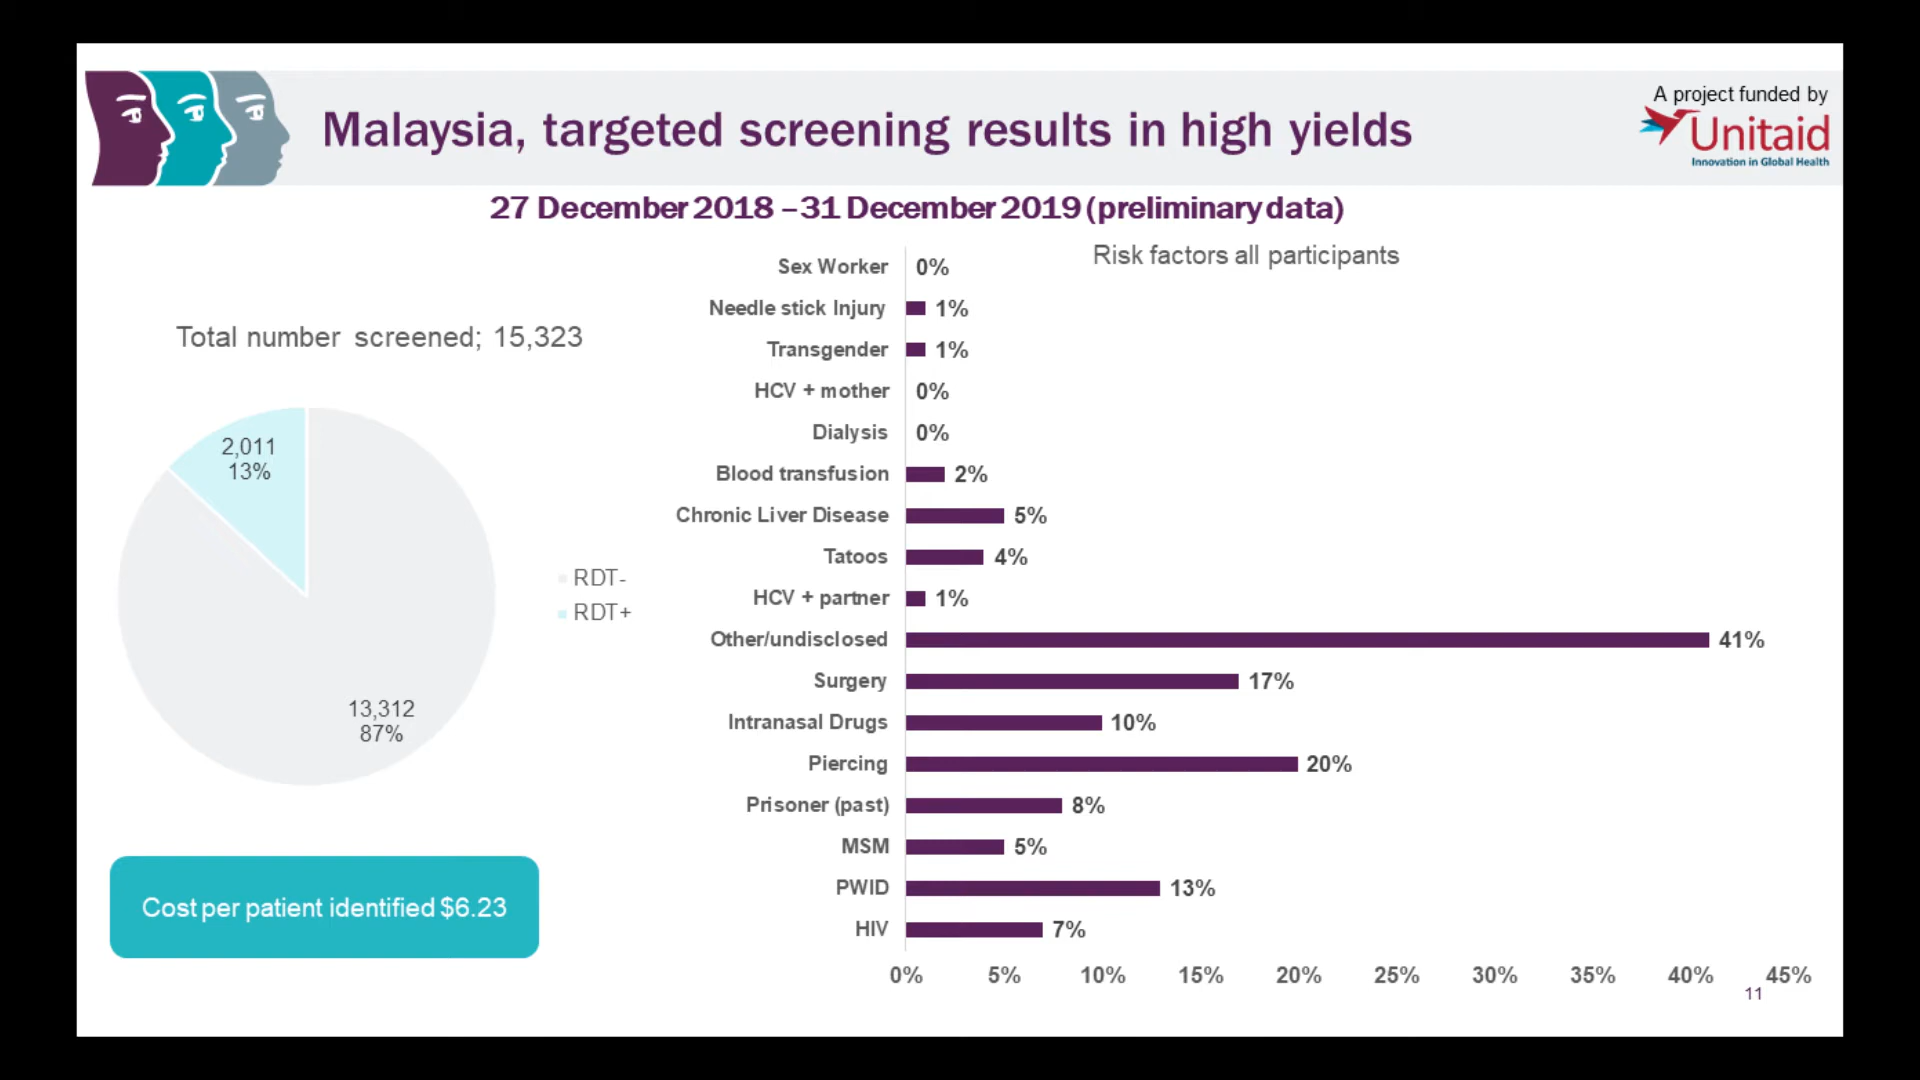 Malaysia, targeted screening results in high yields
A project funded by
Unitaid
Innovation in Global Health
27 December 2018 –31 December 2019 (preliminary data)
Total number screened; 15,323
2,011
13%
13,312
87%
RDT-
RDT+
Cost per patient identified $6.23
Risk factors all participants
Sex Worker 0%
Needle stick Injury 1%
Transgender 1%
HCV + mother 0%
Dialysis 0%
Blood transfusion 2%
Chronic Liver Disease 5%
Tatoos 4%
HCV + partner 1%
Other/undisclosed 41%
Surgery 17%
Intranasal Drugs 10%
Piercing 20%
Prisoner (past) 8%
MSM 5%
PWID 13%
HIV 7%
0% 5% 10% 15% 20% 25% 30% 35% 40% 45%
11